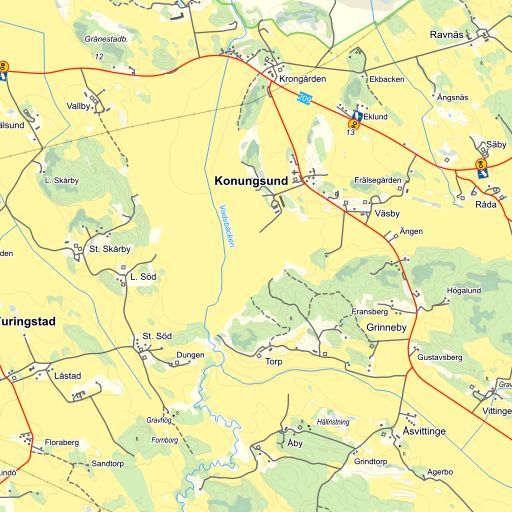 Gränestadb.
12
Ravnäs
Krongården
Ekbacken
Ängsnäs
Vallby
209
Eklund
13
Säby
L. Skärby
Konungsund
Frälsegården
Råda
Väsby
Vadsbäcken
Ängen
St. Skärby
L. Söd
Högalund
Fransberg
Grinneby
St. Söd
Dungen
Torp
Gustavsberg
Låstad
Vittinge
Gravhög
Hällristning
Åsvittinge
Floraberg
Fornborg
Åby
Sandtorp
Grindtorp
Agerbo